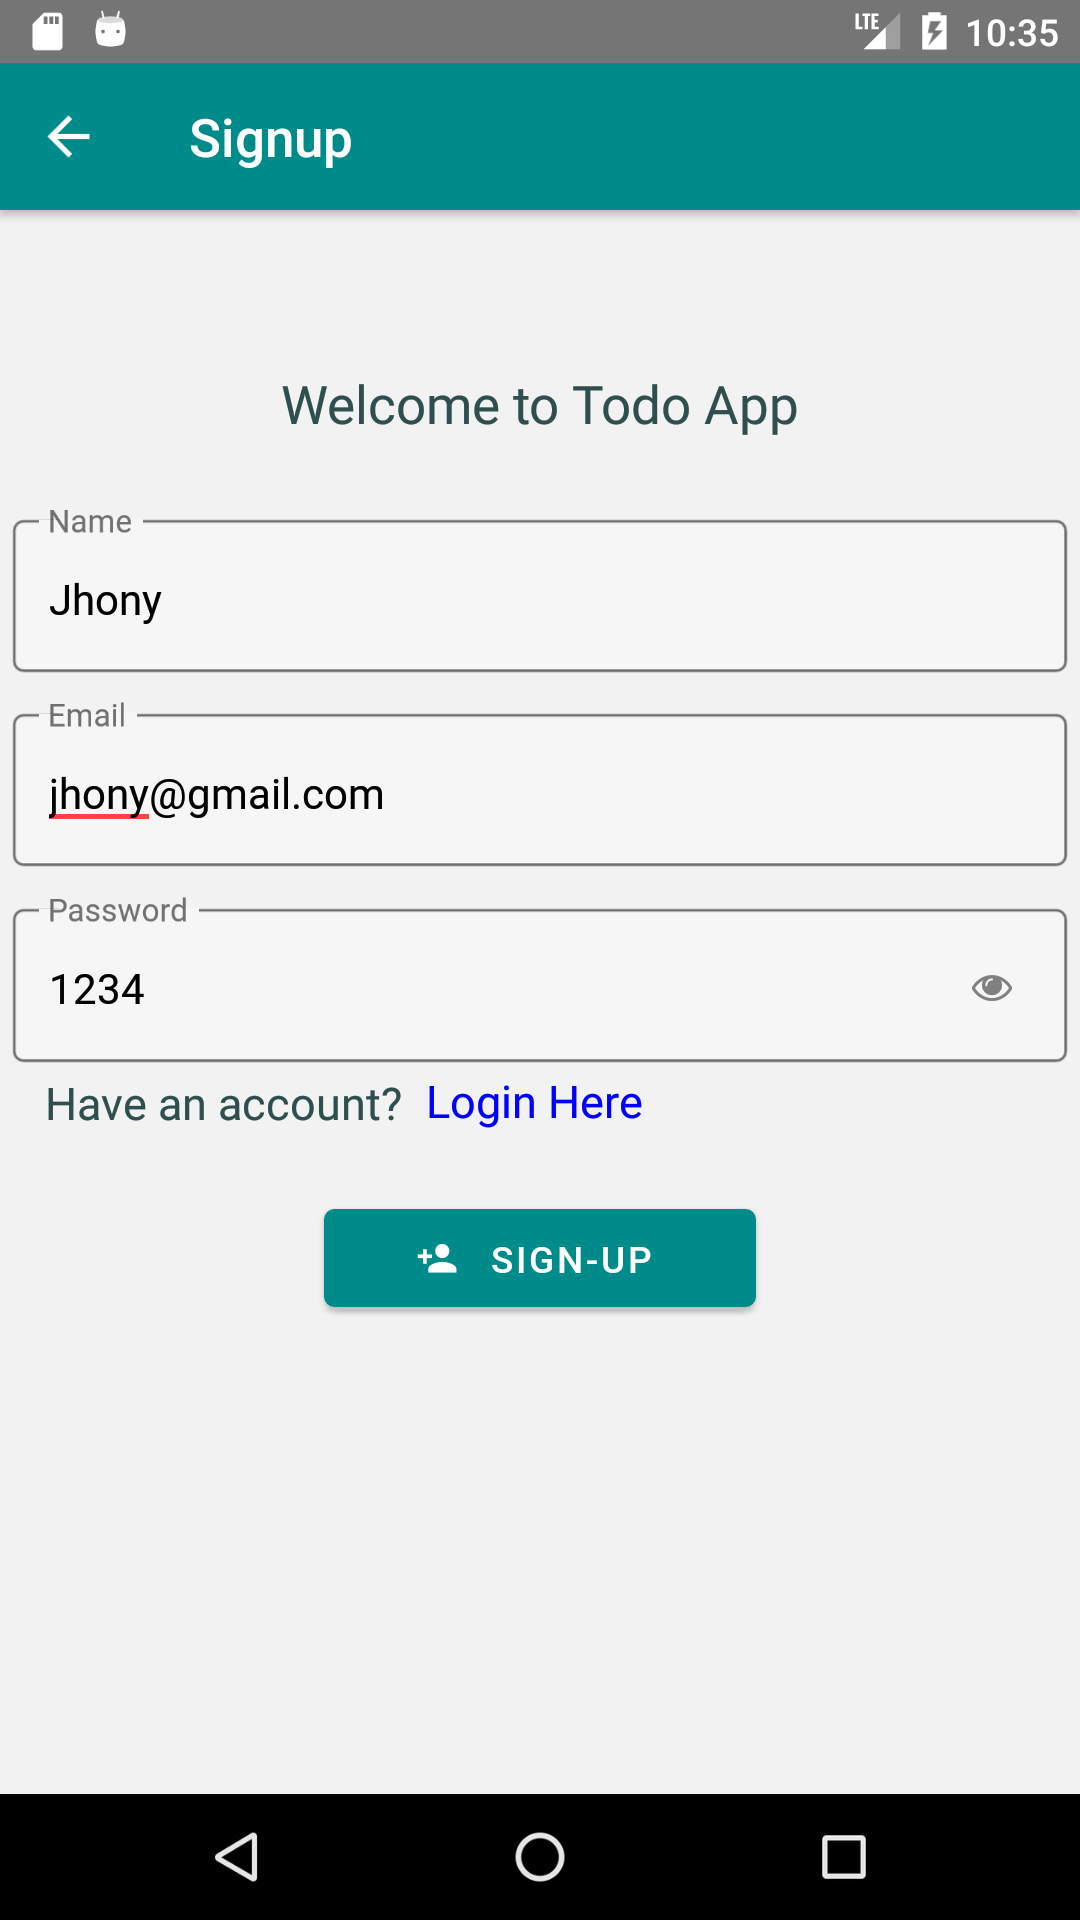 LTE 10:35
Signup
Welcome to Todo App
Name
Jhony
Email
jhony@gmail.com
Password
1234
Have an account? Login Here
SIGN-UP